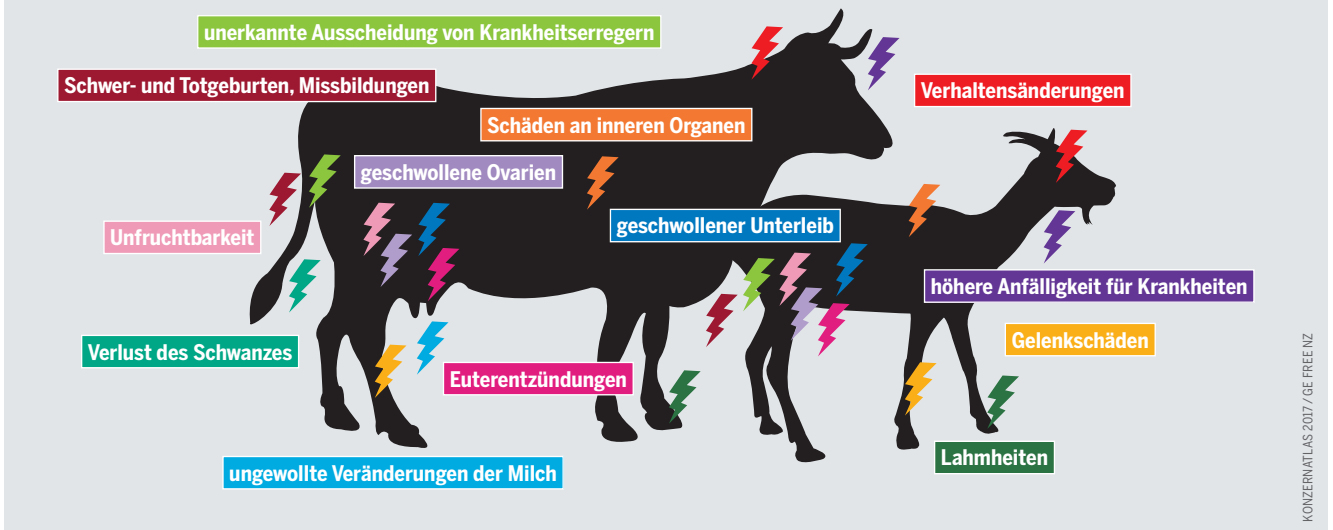 unerkannte Ausscheidung von Krankheitserregern
Schwer- und Totgeburten, Missbildungen
Verhaltensänderungen
Schäden an inneren Organen
geschwollene Ovarien
Unfruchtbarkeit
geschwollener Unterleib
höhere Anfälligkeit für Krankheiten
Verlust des Schwanzes
Gelenkschäden
Euterentzündungen
Lahmheiten
ungewollte Veränderungen der Milch
KONZERNATLAS 2017 / GE FREE NZ